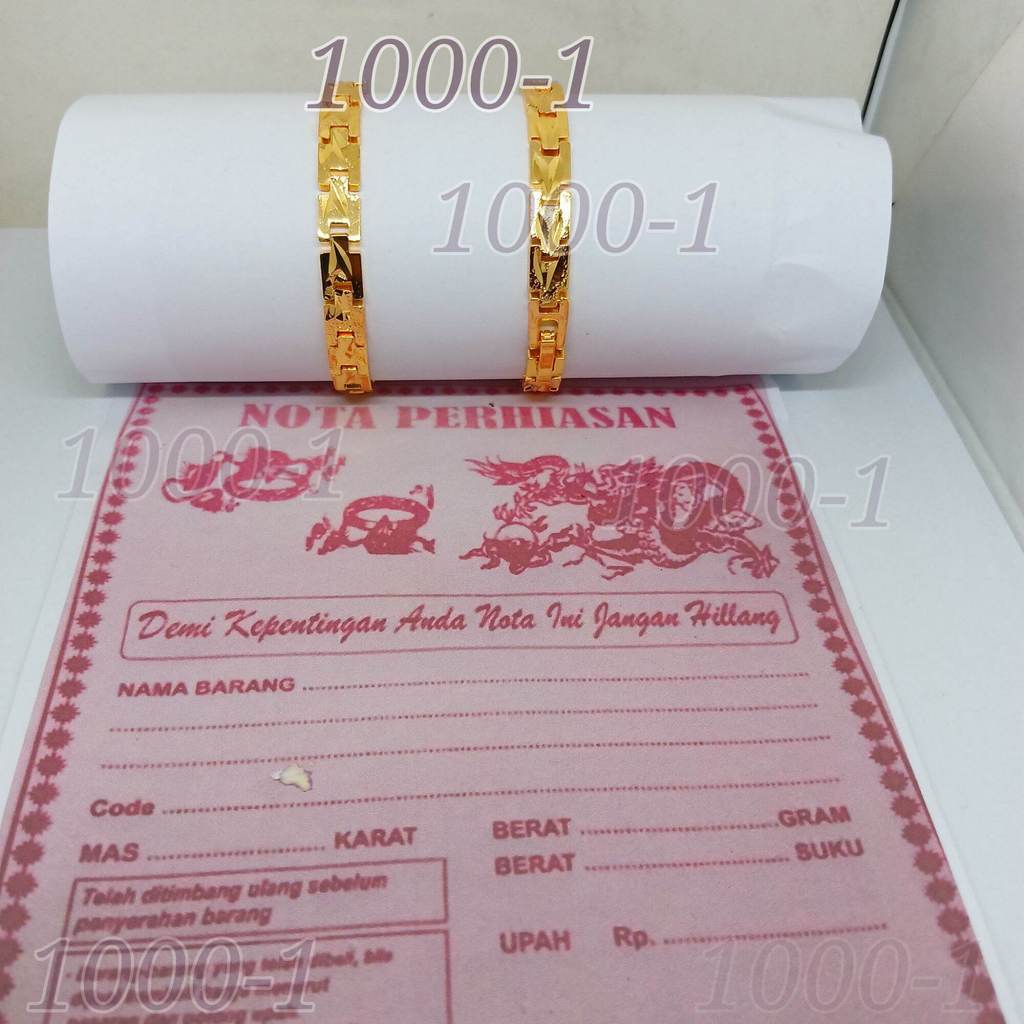 1000-1
1000-1
NOTA PERHIASAN
1000-1
1000-1
Demi Kepentingan Anda Nota Ini Jangan Hillang
NAMA BARANG
Code
MAS KARAT
BERAT GRAM
BERAT SUKU
Telah ditimbang ulang sebelum
penyerahan barang
UPAH Rp.
1000-1
1000-1